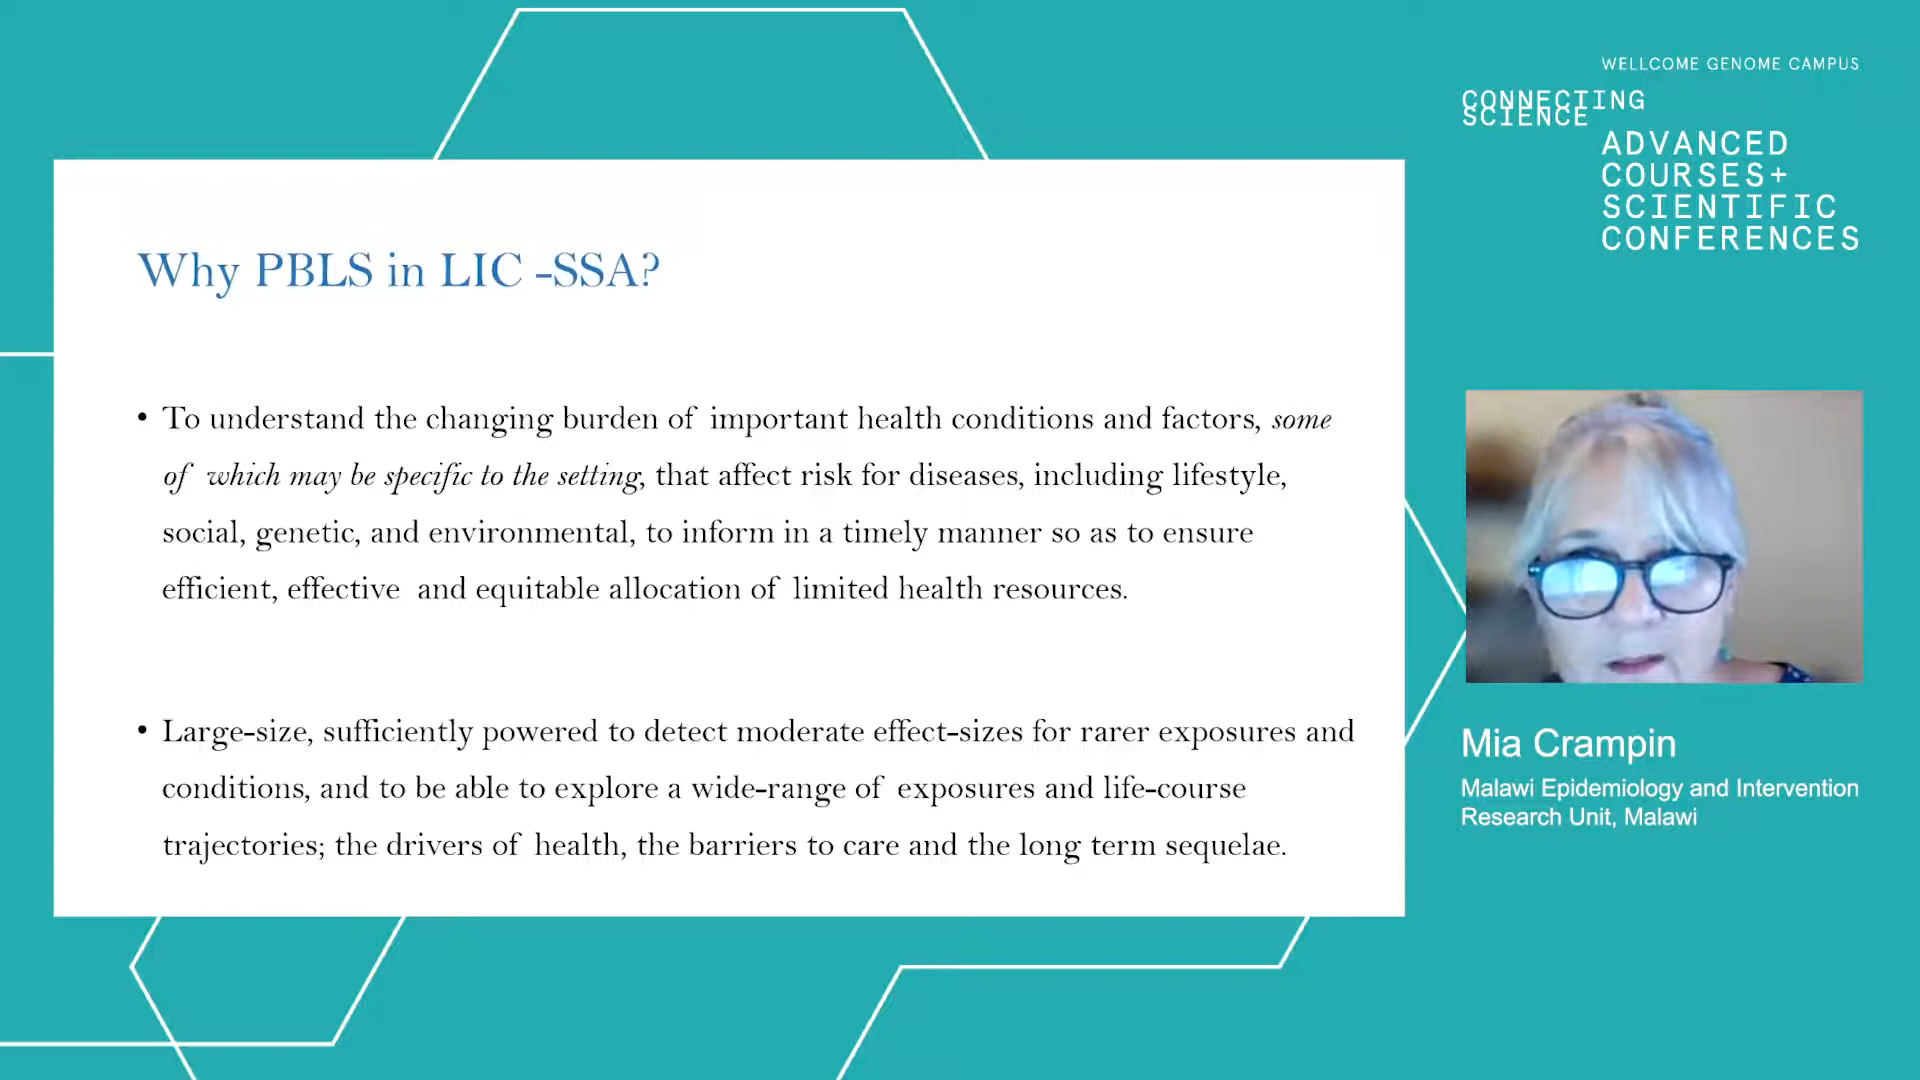 WELLCOME GENOME CAMPUS
CONNECTING
SCIENCE
ADVANCED
COURSES+
SCIENTIFIC
CONFERENCES
Why PBLS in LIC -SSA?
• To understand the changing burden of important health conditions and factors, some
of which may be specific to the setting, that affect risk for diseases, including lifestyle,
social, genetic, and environmental, to inform in a timely manner so as to ensure
efficient, effective and equitable allocation of limited health resources.
• Large-size, sufficiently powered to detect moderate effect-sizes for rarer exposures and
conditions, and to be able to explore a wide-range of exposures and life-course
trajectories; the drivers of health, the barriers to care and the long term sequelae.
Mia Crampin
Malawi Epidemiology and Intervention
Research Unit, Malawi